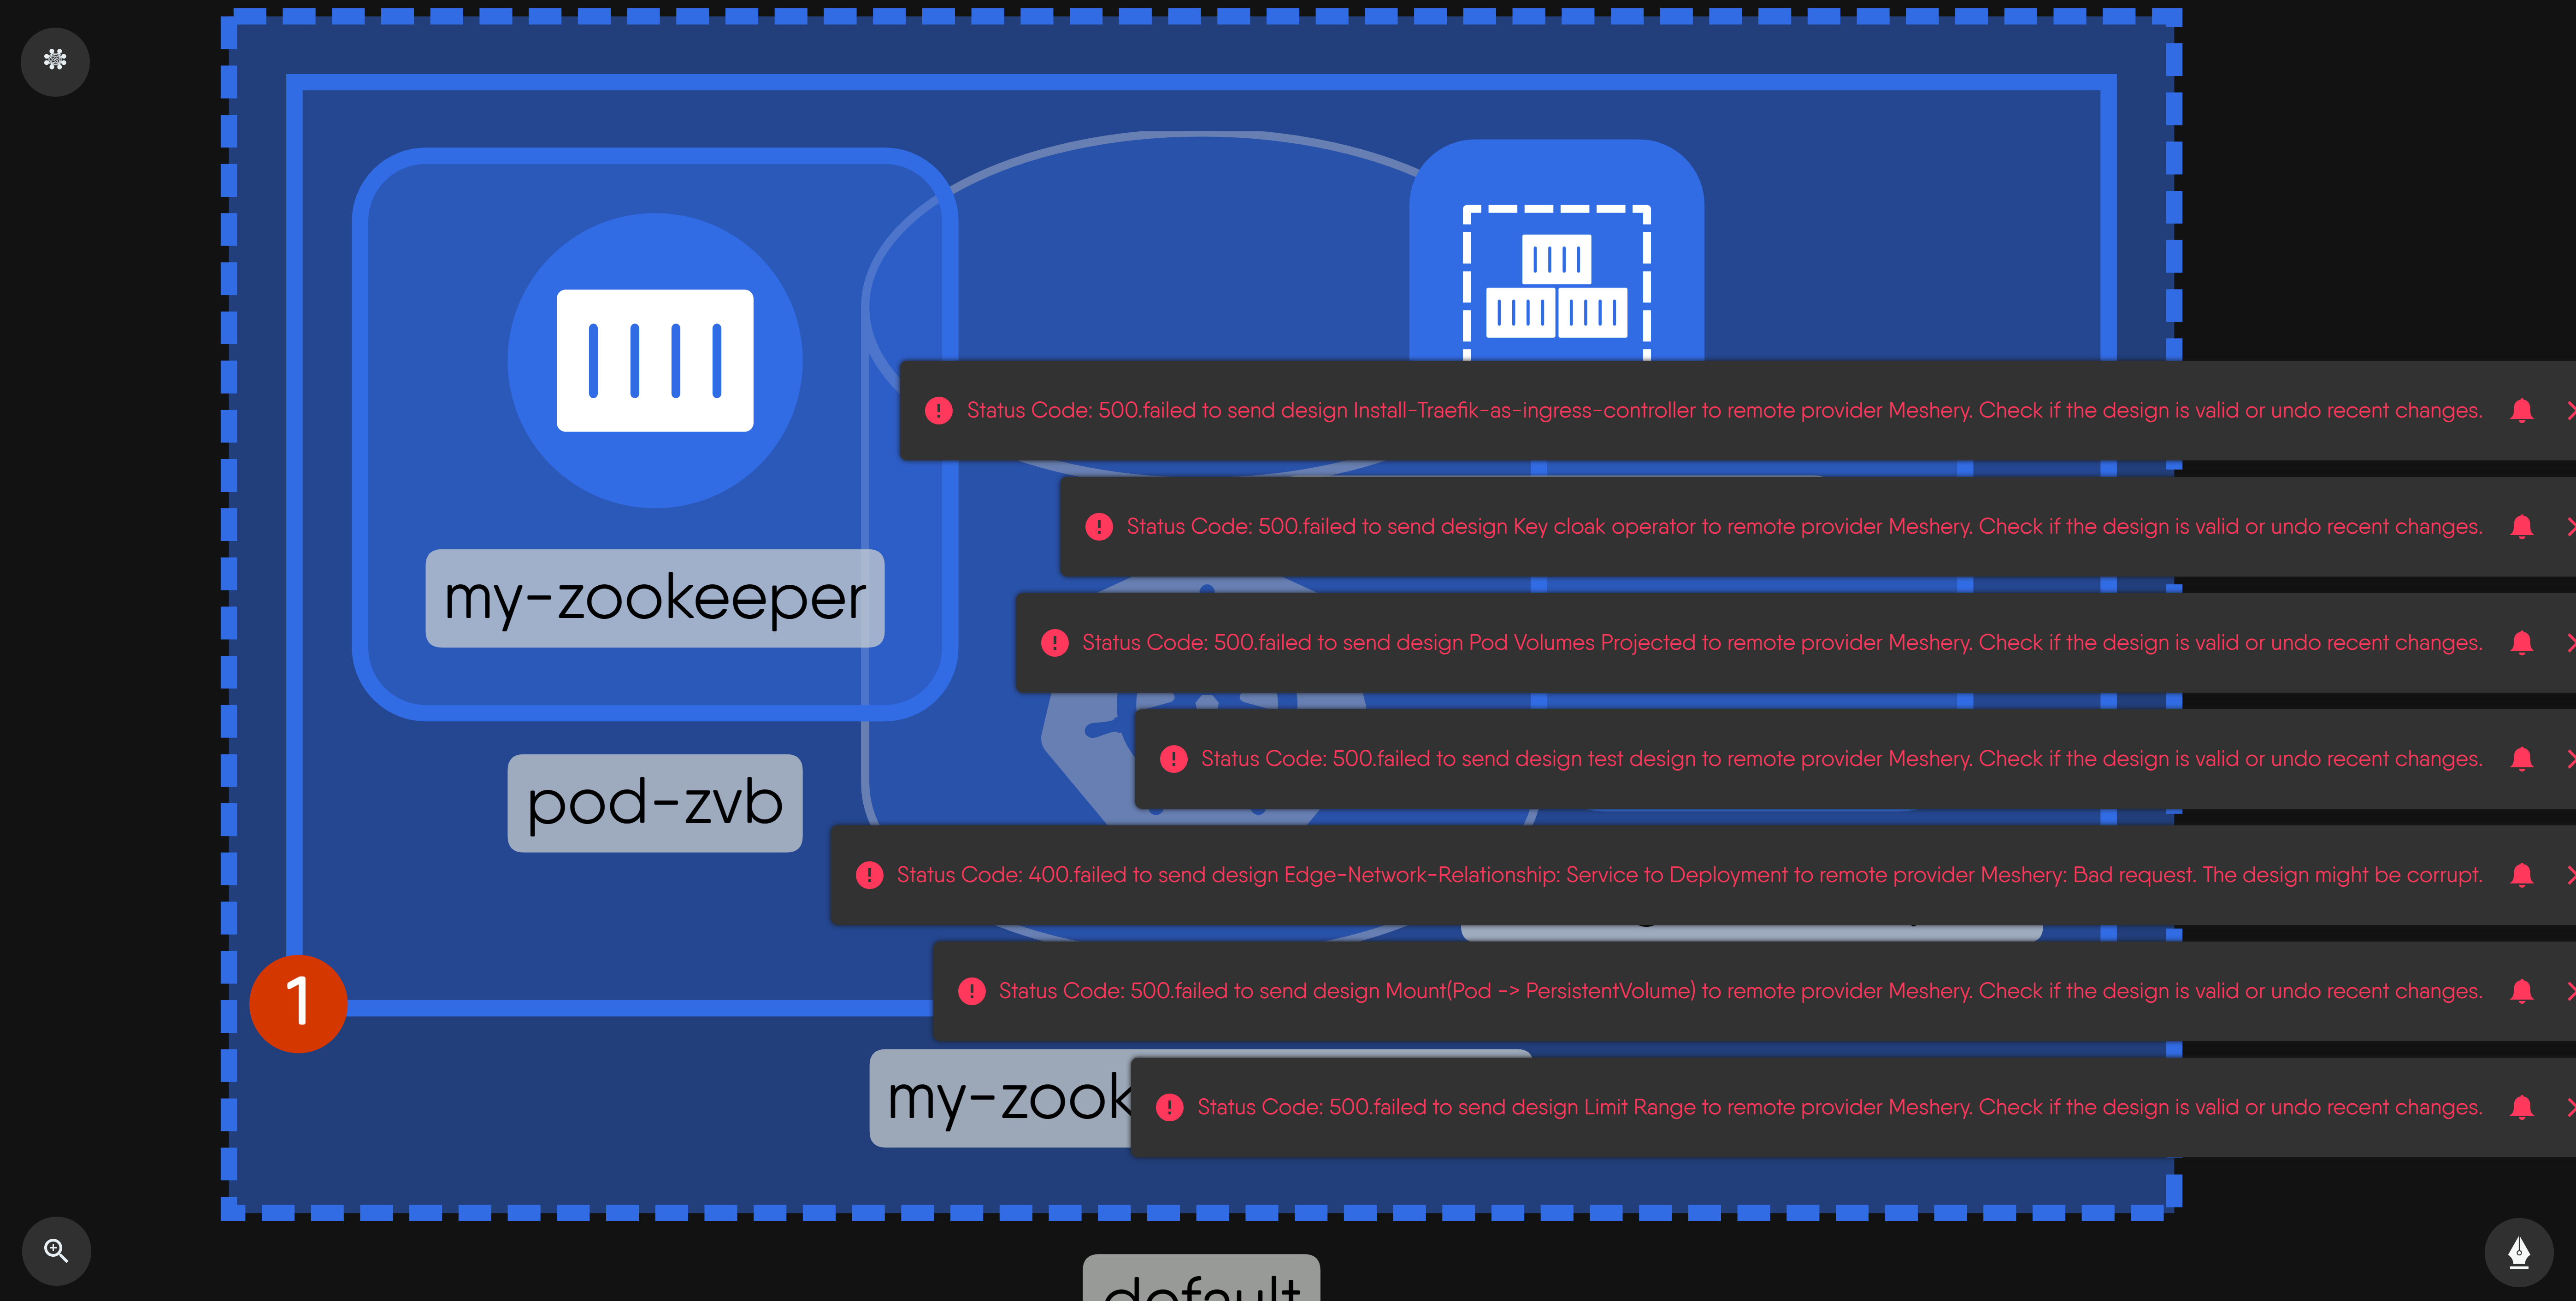 my-zookeeper
pod-zvb
Status Code: 500.failed to send design Install-Traefik-as-ingress-controller to remote provider Meshery. Check if the design is valid or undo recent changes.
Status Code: 500.failed to send design Key cloak operator to remote provider Meshery. Check if the design is valid or undo recent changes.
Status Code: 500.failed to send design Pod Volumes Projected to remote provider Meshery. Check if the design is valid or undo recent changes.
Status Code: 500.failed to send design test design to remote provider Meshery. Check if the design is valid or undo recent changes.
Status Code: 400.failed to send design Edge-Network-Relationship: Service to Deployment to remote provider Meshery: Bad request. The design might be corrupt.
Status Code: 500.failed to send design Mount(Pod -> PersistentVolume) to remote provider Meshery. Check if the design is valid or undo recent changes.
1
my-zook
Status Code: 500.failed to send design Limit Range to remote provider Meshery. Check if the design is valid or undo recent changes.
default